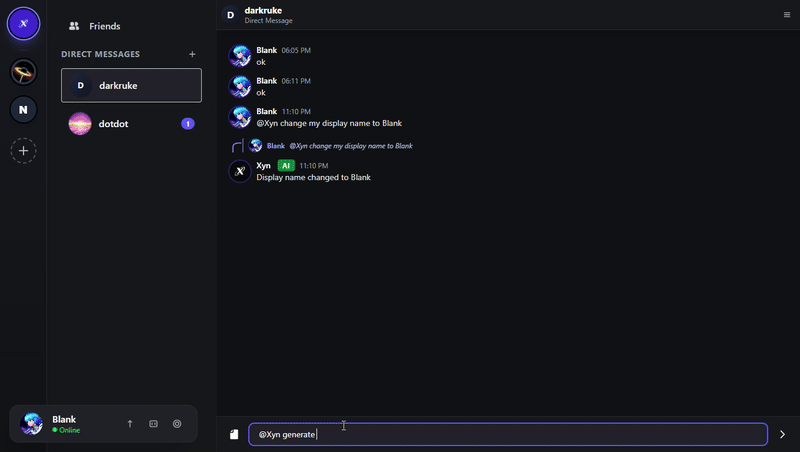 Friends
DIRECT MESSAGES +
D darkruke
dotdot 1
N
+
Blank
Online
D darkruke
Direct Message
Blank 06:05 PM
ok
Blank 06:11 PM
ok
Blank 11:10 PM
@Xyn change my display name to Blank
Blank @Xyn change my display name to Blank
Xyn AI 11:10 PM
Display name changed to Blank
@Xyn generate